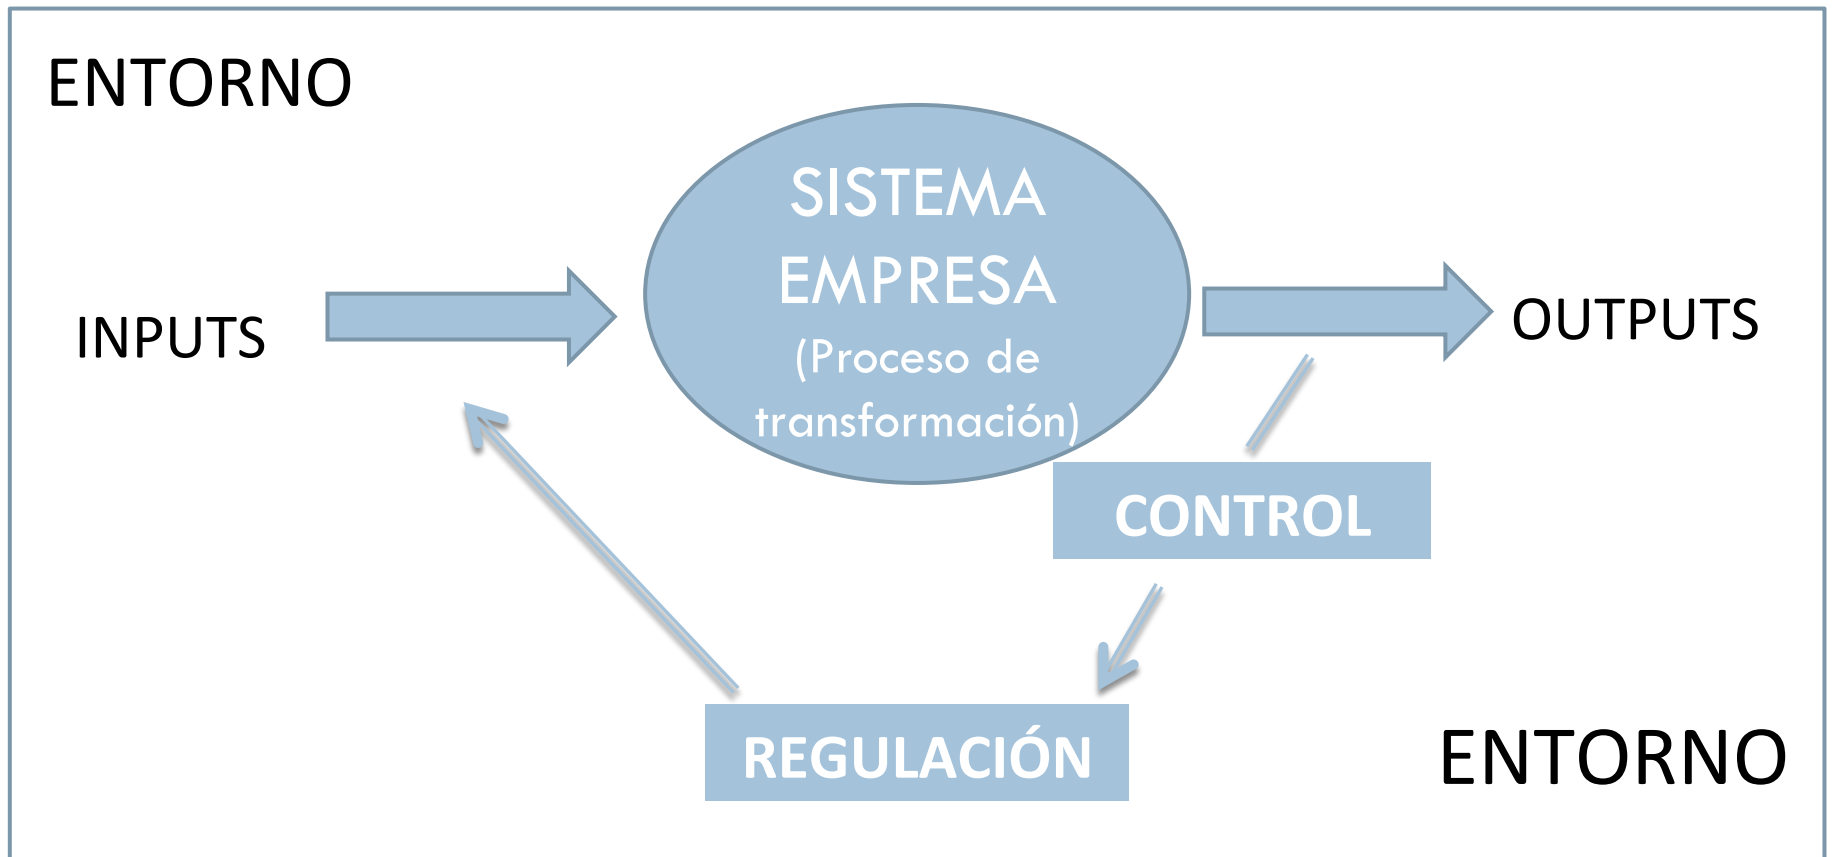 ENTORNO
SISTEMA
EMPRESA
(Proceso de
transformación)
INPUTS
OUTPUTS
CONTROL
REGULACIÓN
ENTORNO